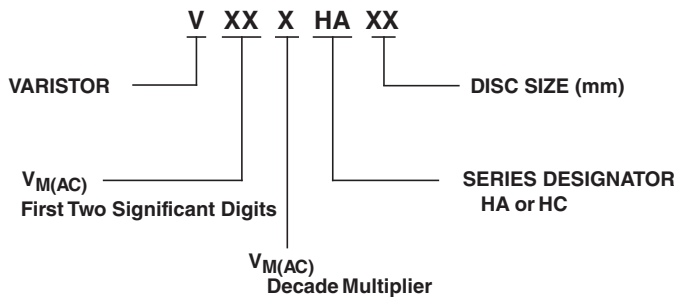 V XX X HA XX
VARISTOR
DISC SIZE (mm)
VM(AC)
First Two Significant Digits
SERIES DESIGNATOR
HA or HC
VM(AC)
Decade Multiplier